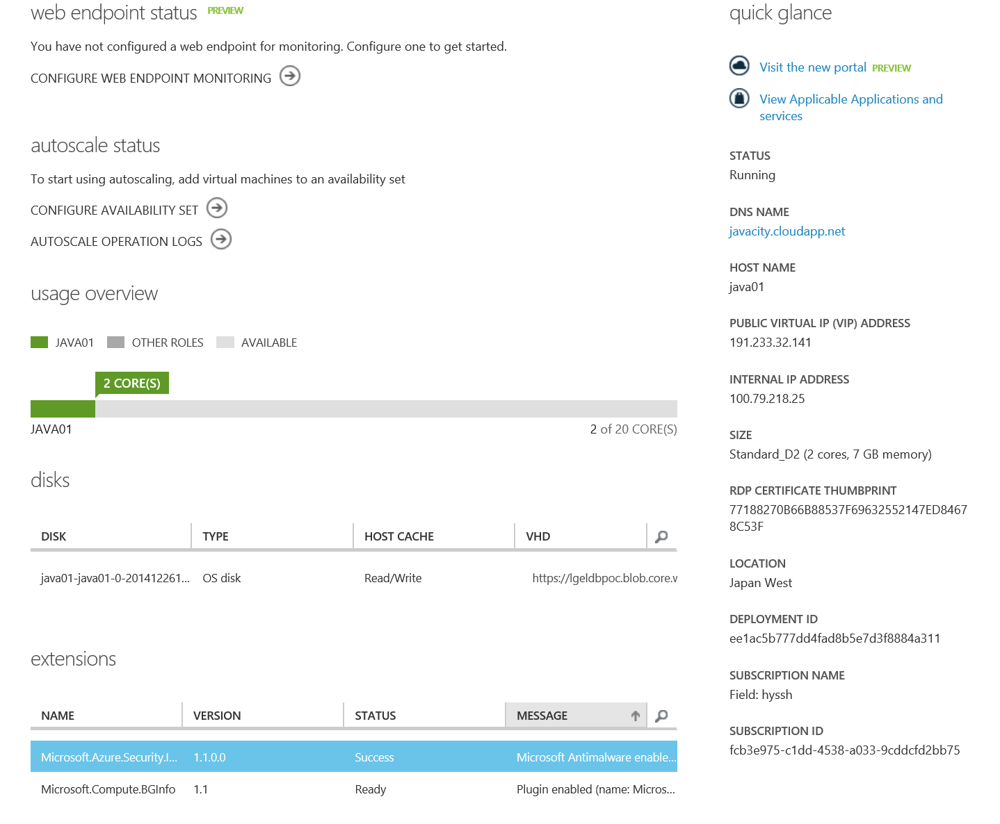 web endpoint status PREVIEW
You have not configured a web endpoint for monitoring. Configure one to get started.
CONFIGURE WEB ENDPOINT MONITORING
autoscale status
To start using autoscaling, add virtual machines to an availability set
CONFIGURE AVAILABILITY SET
AUTOSCALE OPERATION LOGS
usage overview
JAVA01 OTHER ROLES AVAILABLE
2 CORE(S)
JAVA01 2 of 20 CORE(S)
disks
DISK TYPE HOST CACHE VHD
java01-java01-0-201412261... OS disk Read/Write https://lgeldbpoc.blob.core.w
extensions
NAME VERSION STATUS MESSAGE
Microsoft.Azure.Security.I... 1.1.0.0 Success Microsoft Antimalware enable...
Microsoft.Compute.BGInfo 1.1 Ready Plugin enabled (name: Micros...
quick glance
Visit the new portal PREVIEW
View Applicable Applications and
services
STATUS
Running
DNS NAME
javacity.cloudapp.net
HOST NAME
java01
PUBLIC VIRTUAL IP (VIP) ADDRESS
191.233.32.141
INTERNAL IP ADDRESS
100.79.218.25
SIZE
Standard_D2 (2 cores, 7 GB memory)
RDP CERTIFICATE THUMBPRINT
77188270B66B88537F69632552147ED8467
8C53F
LOCATION
Japan West
DEPLOYMENT ID
ee1ac5b777dd4fad8b5e7d3f8884a311
SUBSCRIPTION NAME
Field: hyssh
SUBSCRIPTION ID
fcb3e975-c1dd-4538-a033-9cddcfd2bb75